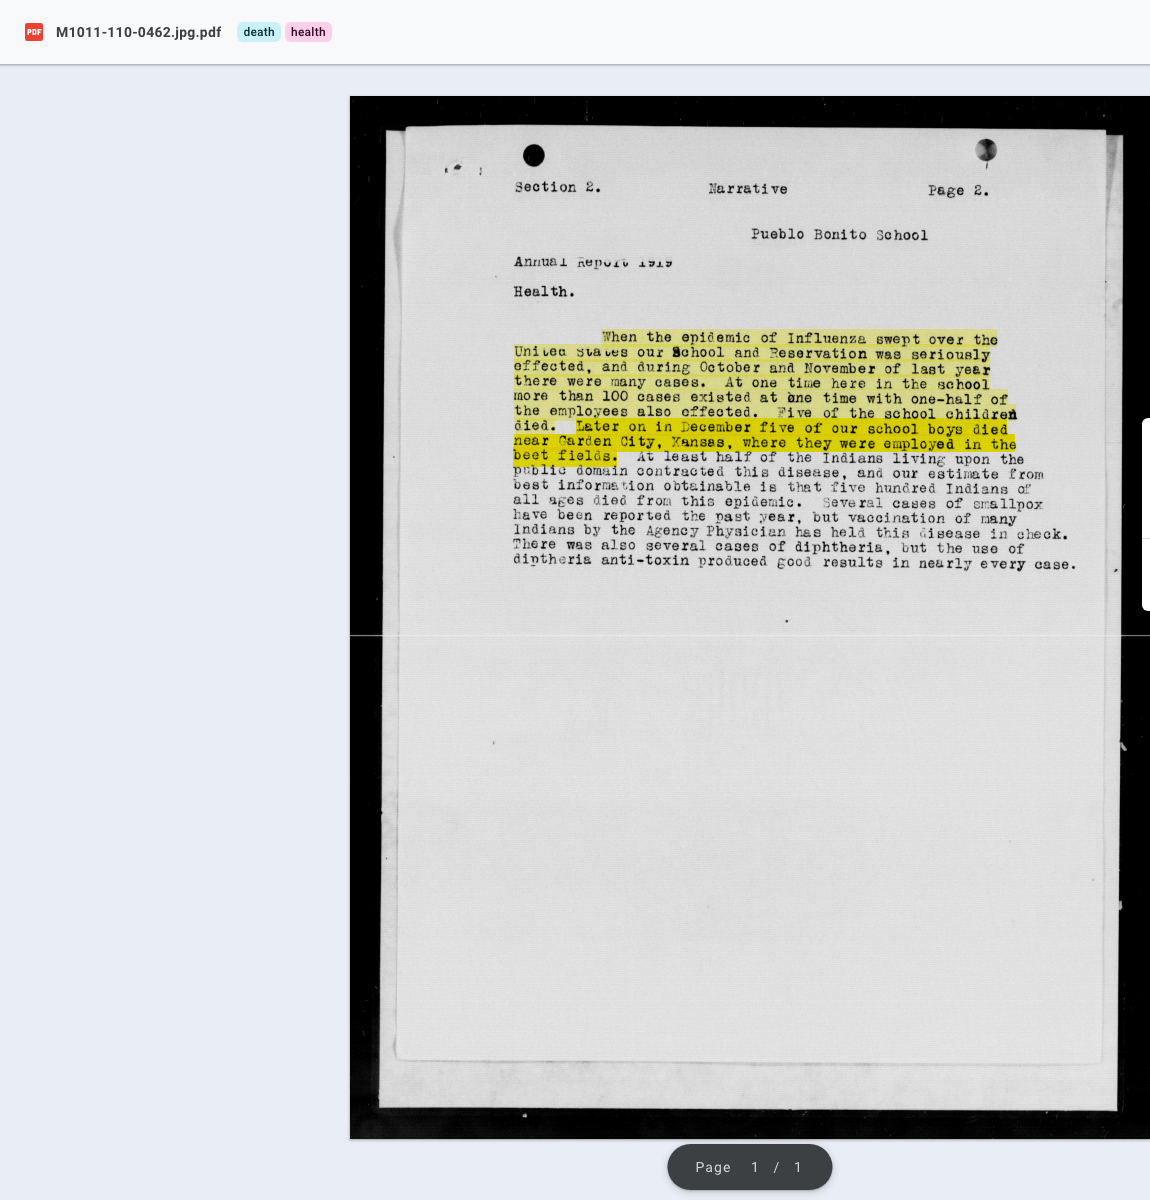 PDF M1011-110-0462.jpg.pdf death health
Section 2. Narrative Page 2.
Pueblo Bonito School
Annual Report 1919
Health.
When the epidemic of Influenza swept over the
United States our School and Reservation was seriously
effected, and during October and November of last year
there were many cases. At one time here in the school
more than 100 cases existed at one time with one-half of
the employees also effected. Five of the school children
died. Later on in December five of our school boys died
near Garden City, Kansas, where they were employed in the
beet fields. At least half of the Indians living upon the
public domain contracted this disease, and our estimate from
best information obtainable is that five hundred Indians of
all ages died from this epidemic. Several cases of smallpox
have been reported the past year, but vaccination of many
Indians by the Agency Physician has held this disease in check.
There was also several cases of diphtheria, but the use of
diptheria anti-toxin produced good results in nearly every case.
Page 1 / 1